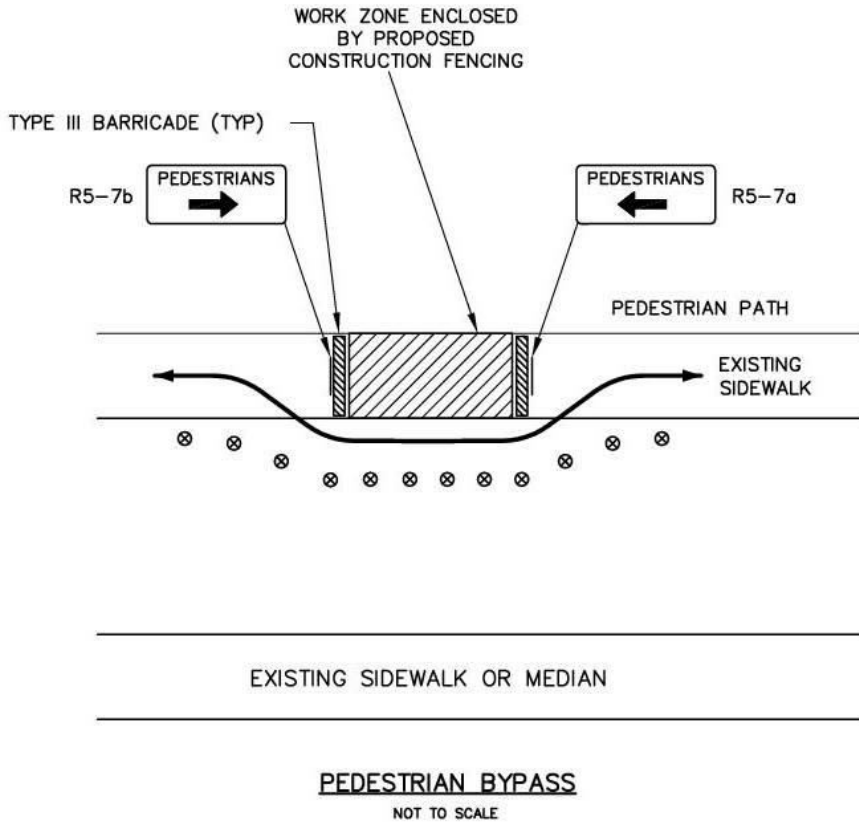 WORK ZONE ENCLOSED
BY PROPOSED
CONSTRUCTION FENCING
TYPE III BARRICADE (TYP)
R5-7b
PEDESTRIANS
PEDESTRIANS
R5-7a
PEDESTRIAN PATH
EXISTING
SIDEWALK
EXISTING SIDEWALK OR MEDIAN
PEDESTRIAN BYPASS
NOT TO SCALE